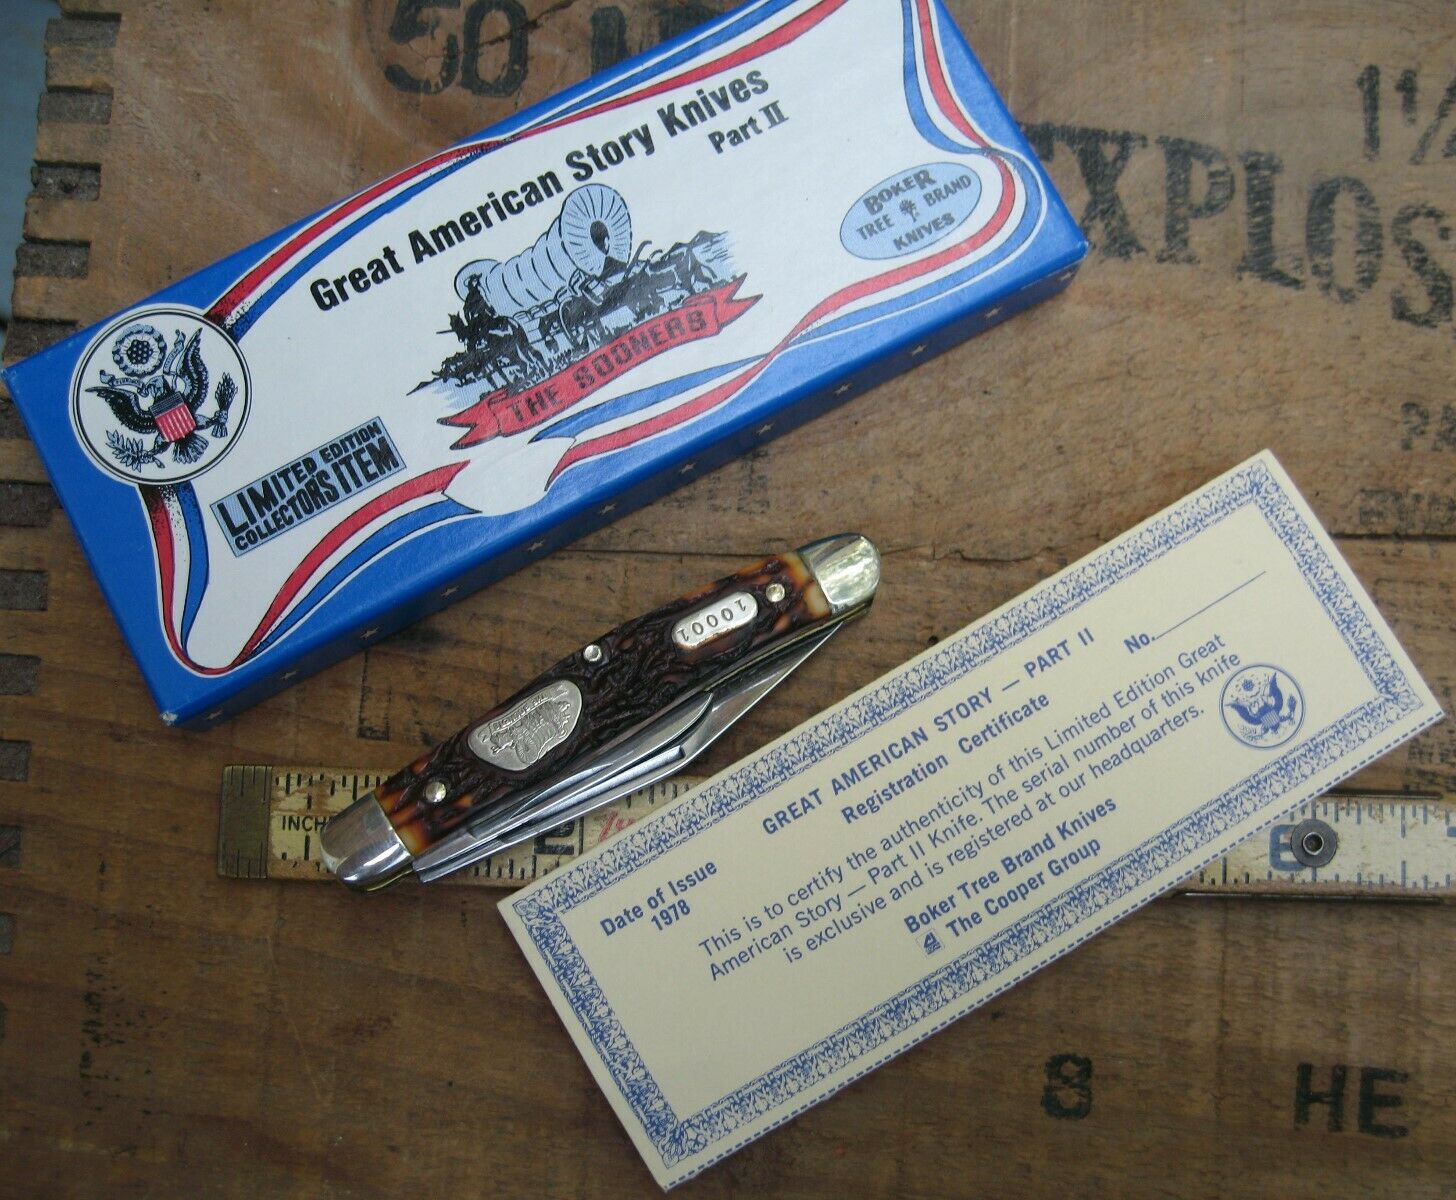 50
1"
EXPLOS
Great American Story Knives
Part II
BOKER
TREE BRAND
KNIVES
THE SOONERS
LIMITED EDITION
COLLECTORS ITEM
10001
INCH
2
6
GREAT AMERICAN STORY — PART II
No.
Registration Certificate
Date of Issue
1978
This is to certify the authenticity of this Limited Edition Great
American Story — Part II Knife. The serial number of this knife
is exclusive and is registered at our headquarters.
Boker Tree Brand Knives
The Cooper Group
8
HE